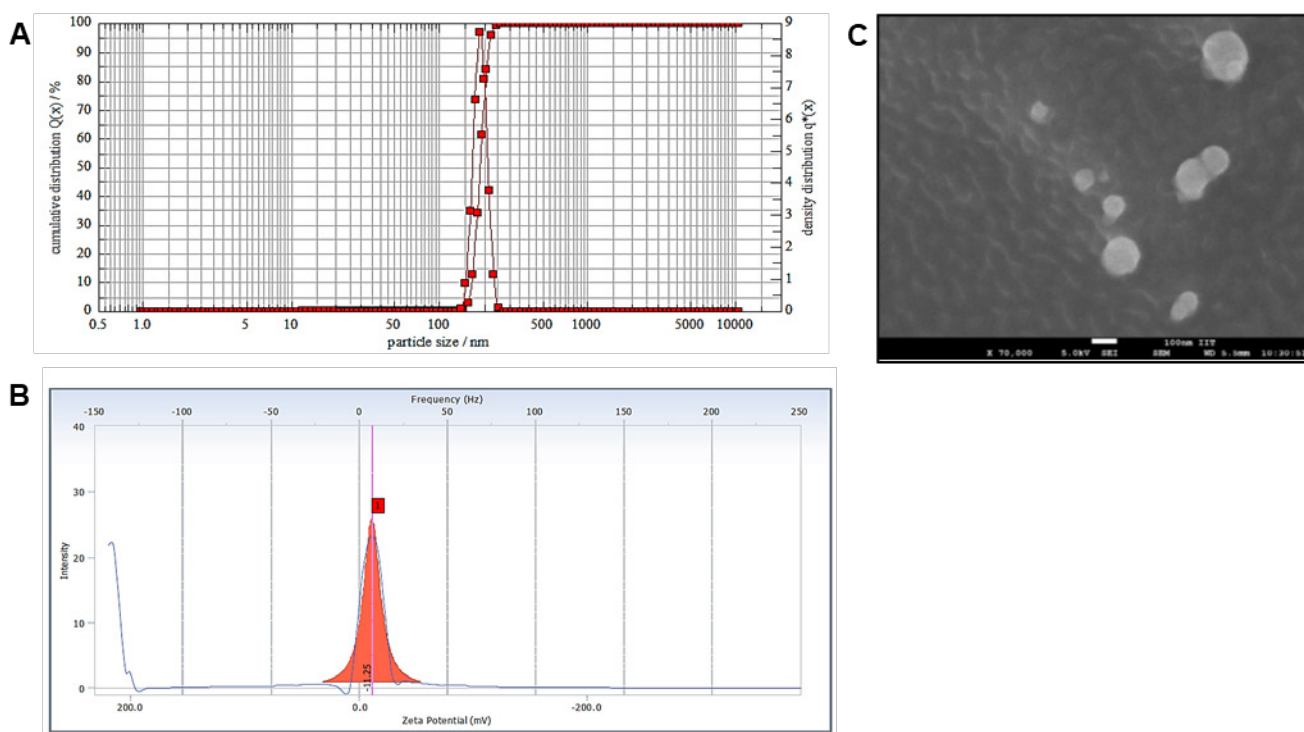 A
100
90
80
70
60
50
40
30
20
10
0
cumulative distribution Q(x) / %
9
8
7
6
5
4
3
2
1
0
density distribution q*(x)
0.5 1.0 5 10 50 100 500 1000 5000 10000
particle size / nm
B
Frequency (Hz)
-150 -100 -50 0 50 100 150 200 250
40
30
20
10
0
Intensity
1
-11.25
200.0 0.0 -200.0
Zeta Potential (mV)
C
100nm IIT
X 70,000 5.0kV SEI SEM WD 5.5mm